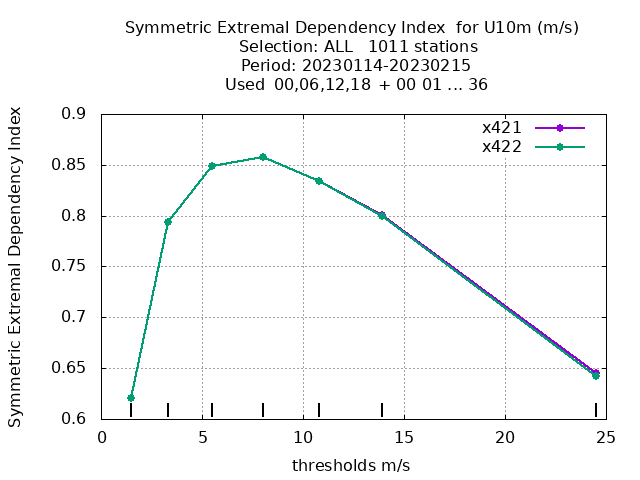 Symmetric Extremal Dependency Index  for U10m (m/s)
Selection: ALL   1011 stations
Period: 20230114-20230215
Used  00,06,12,18  + 00 01 ... 36
Symmetric Extremal Dependency Index
0.9
0.85
0.8
0.75
0.7
0.65
0.6
x421
x422
0
5
10
15
20
25
thresholds m/s